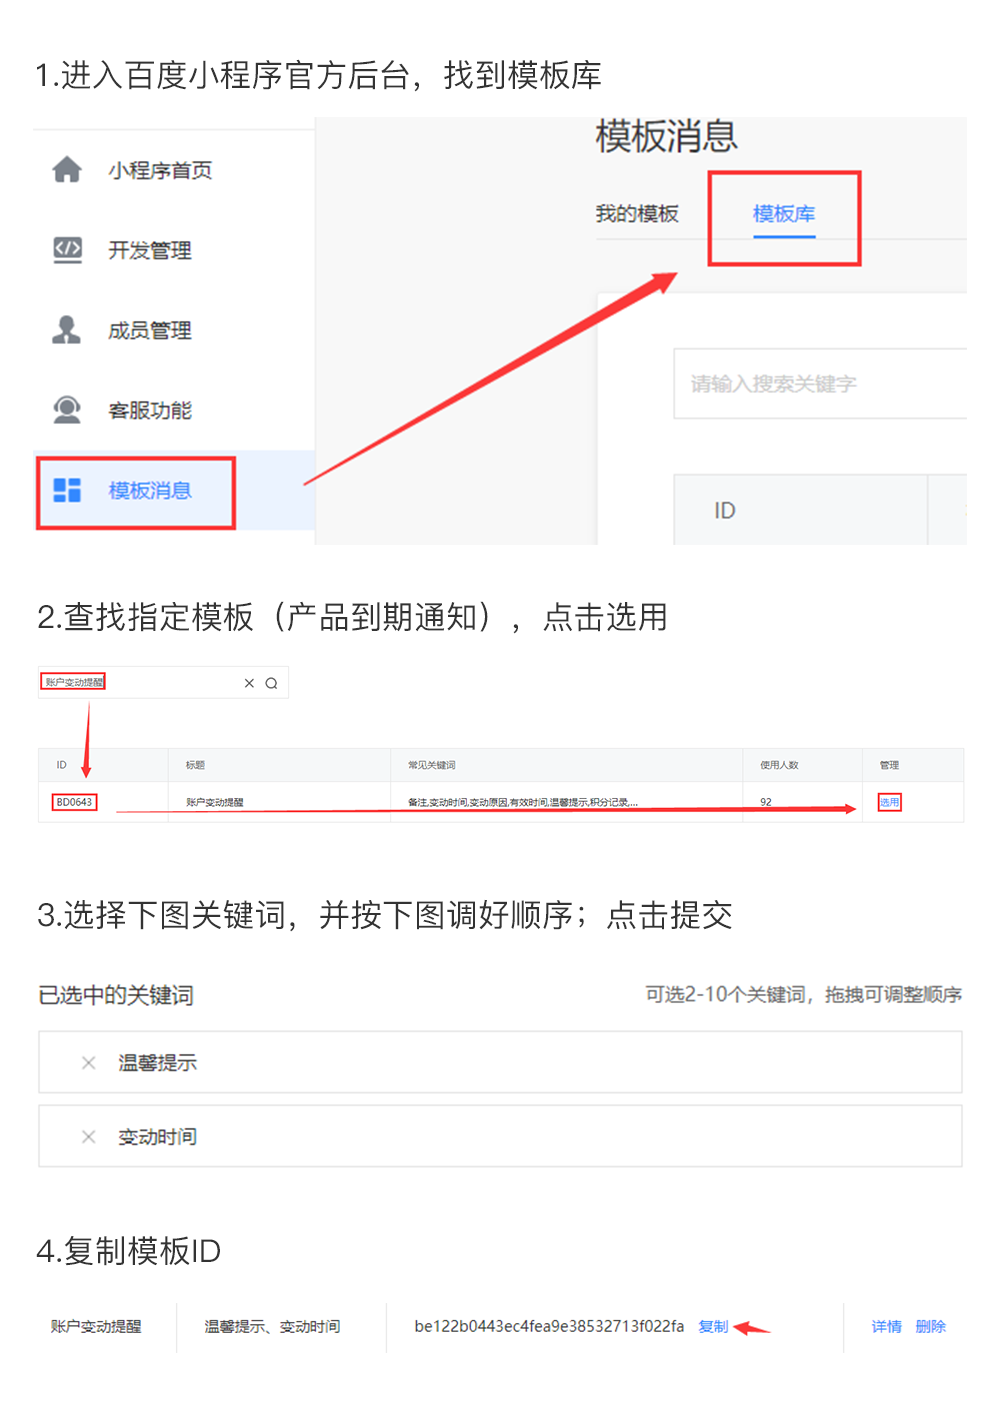 1.进入百度小程序官方后台，找到模板库
模板消息
小程序首页
我的模板 模板库
开发管理
成员管理
请输入搜索关键字
客服功能
模板消息
ID
2.查找指定模板（产品到期通知），点击选用
账户变动提醒
ID 标题 常见关键词 使用人数 管理
BD0643 账户变动提醒 备注,变动时间,变动原因,有效时间,温馨提示,积分记录,... 92 选用
3.选择下图关键词，并按下图调好顺序；点击提交
已选中的关键词 可选2-10个关键词，拖拽可调整顺序
温馨提示
变动时间
4.复制模板ID
账户变动提醒 温馨提示、变动时间 be122b0443ec4fea9e38532713f022fa 复制 详情 删除